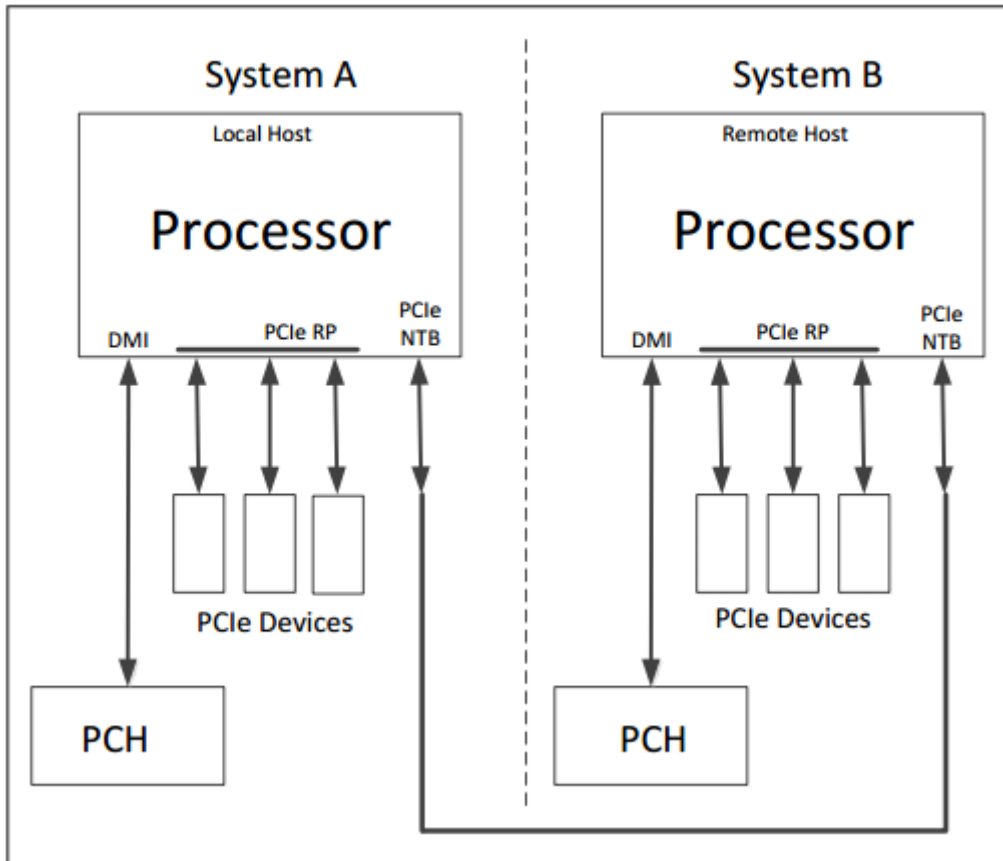 System A
Local Host
Processor
DMI
PCIe RP
PCIe
NTB
PCIe Devices
PCH
System B
Remote Host
Processor
DMI
PCIe RP
PCIe
NTB
PCIe Devices
PCH